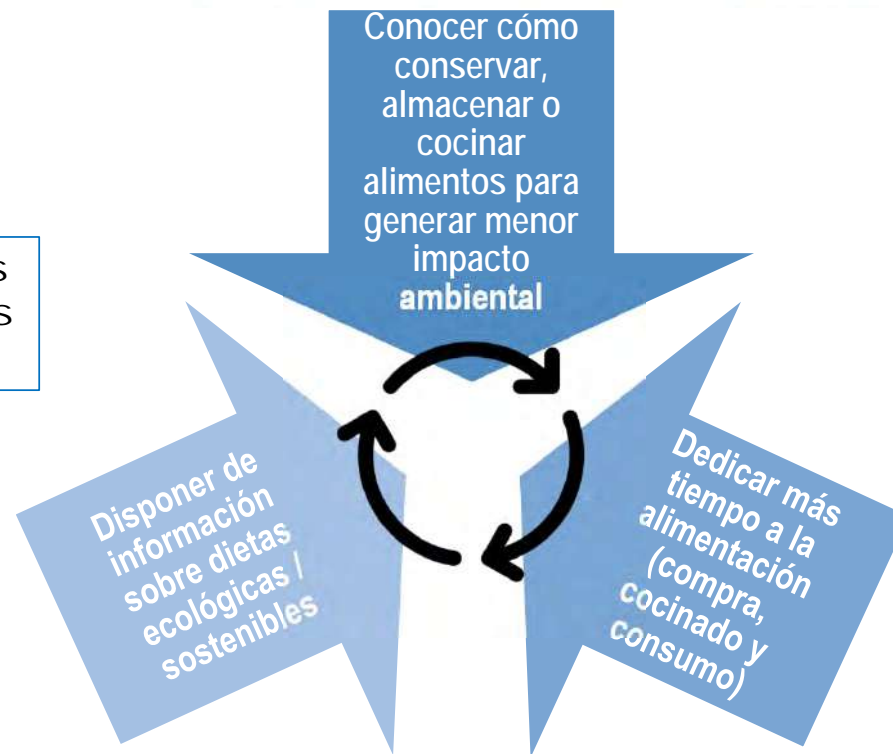 Conocer cómo
conservar,
almacenar o
cocinar
alimentos para
generar menor
impacto
ambiental
s
s
Disponer de
información
sobre dietas
ecológicas /
sostenibles
Dedicar más
tiempo a la
alimentación
(compra,
cocinado y
consumo)